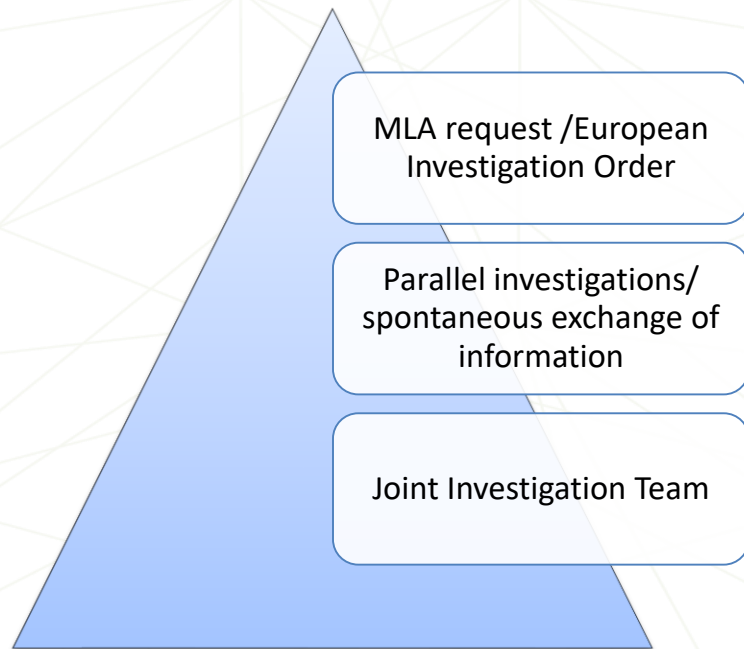 MLA request /European
Investigation Order
Parallel investigations/
spontaneous exchange of
information
Joint Investigation Team